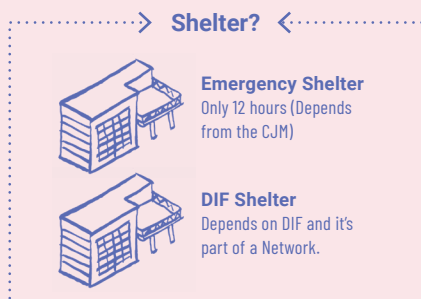 Shelter?
Emergency Shelter
Only 12 hours (Depends
from the CJM)
DIF Shelter
Depends on DIF and it's
part of a Network.